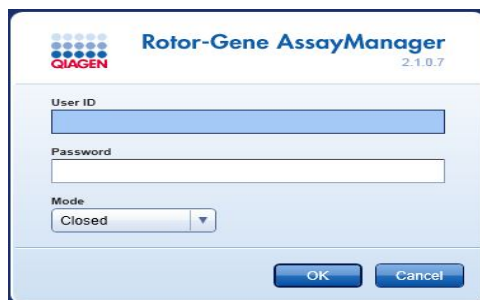 Rotor-Gene AssayManager
2.1.0.7
QIAGEN
User ID
Password
Mode
Closed
OK Cancel